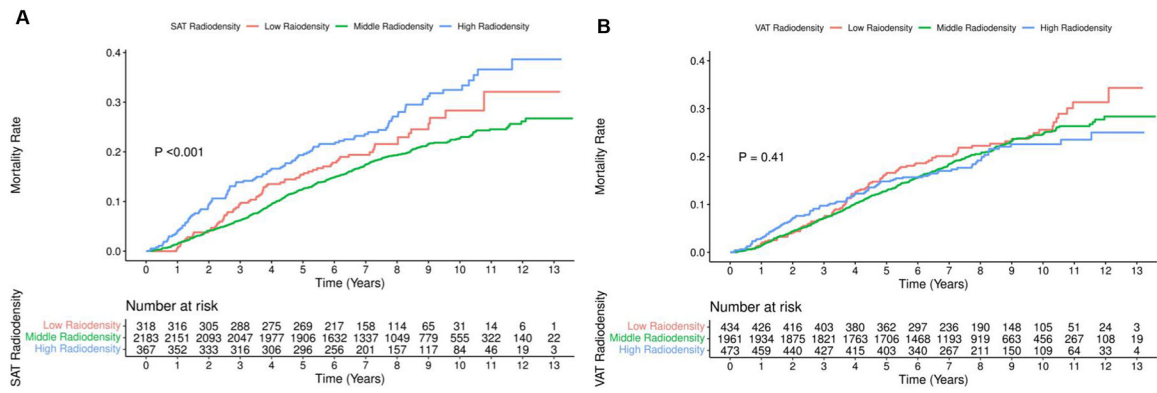 A
SAT Radiodensity Low Raiodensity Middle Radiodensity High Radiodensity
0.4
0.3
0.2
0.1
0.0
Mortality Rate
P <0.001
0 1 2 3 4 5 6 7 8 9 10 11 12 13
Time (Years)
SAT Radiodensity
Number at risk
Low Raiodensity 318 316 305 288 275 269 217 158 114 65 31 14 6 1
Middle Radiodensity 2183 2151 2093 2047 1977 1906 1632 1337 1049 779 555 322 140 22
High Radiodensity 367 352 333 316 306 296 256 201 157 117 84 46 19 3
0 1 2 3 4 5 6 7 8 9 10 11 12 13
Time (Years)
B
VAT Radiodensity Low Raiodensity Middle Radiodensity High Radiodensity
0.4
0.3
0.2
0.1
0.0
Mortality Rate
P = 0.41
0 1 2 3 4 5 6 7 8 9 10 11 12 13
Time (Years)
VAT Radiodensity
Number at risk
Low Raiodensity 434 426 416 403 380 362 297 236 190 148 105 51 24 3
Middle Radiodensity 1961 1934 1875 1821 1763 1706 1468 1193 919 663 456 267 108 19
High Radiodensity 473 459 440 427 415 403 340 267 211 150 109 64 33 4
0 1 2 3 4 5 6 7 8 9 10 11 12 13
Time (Years)